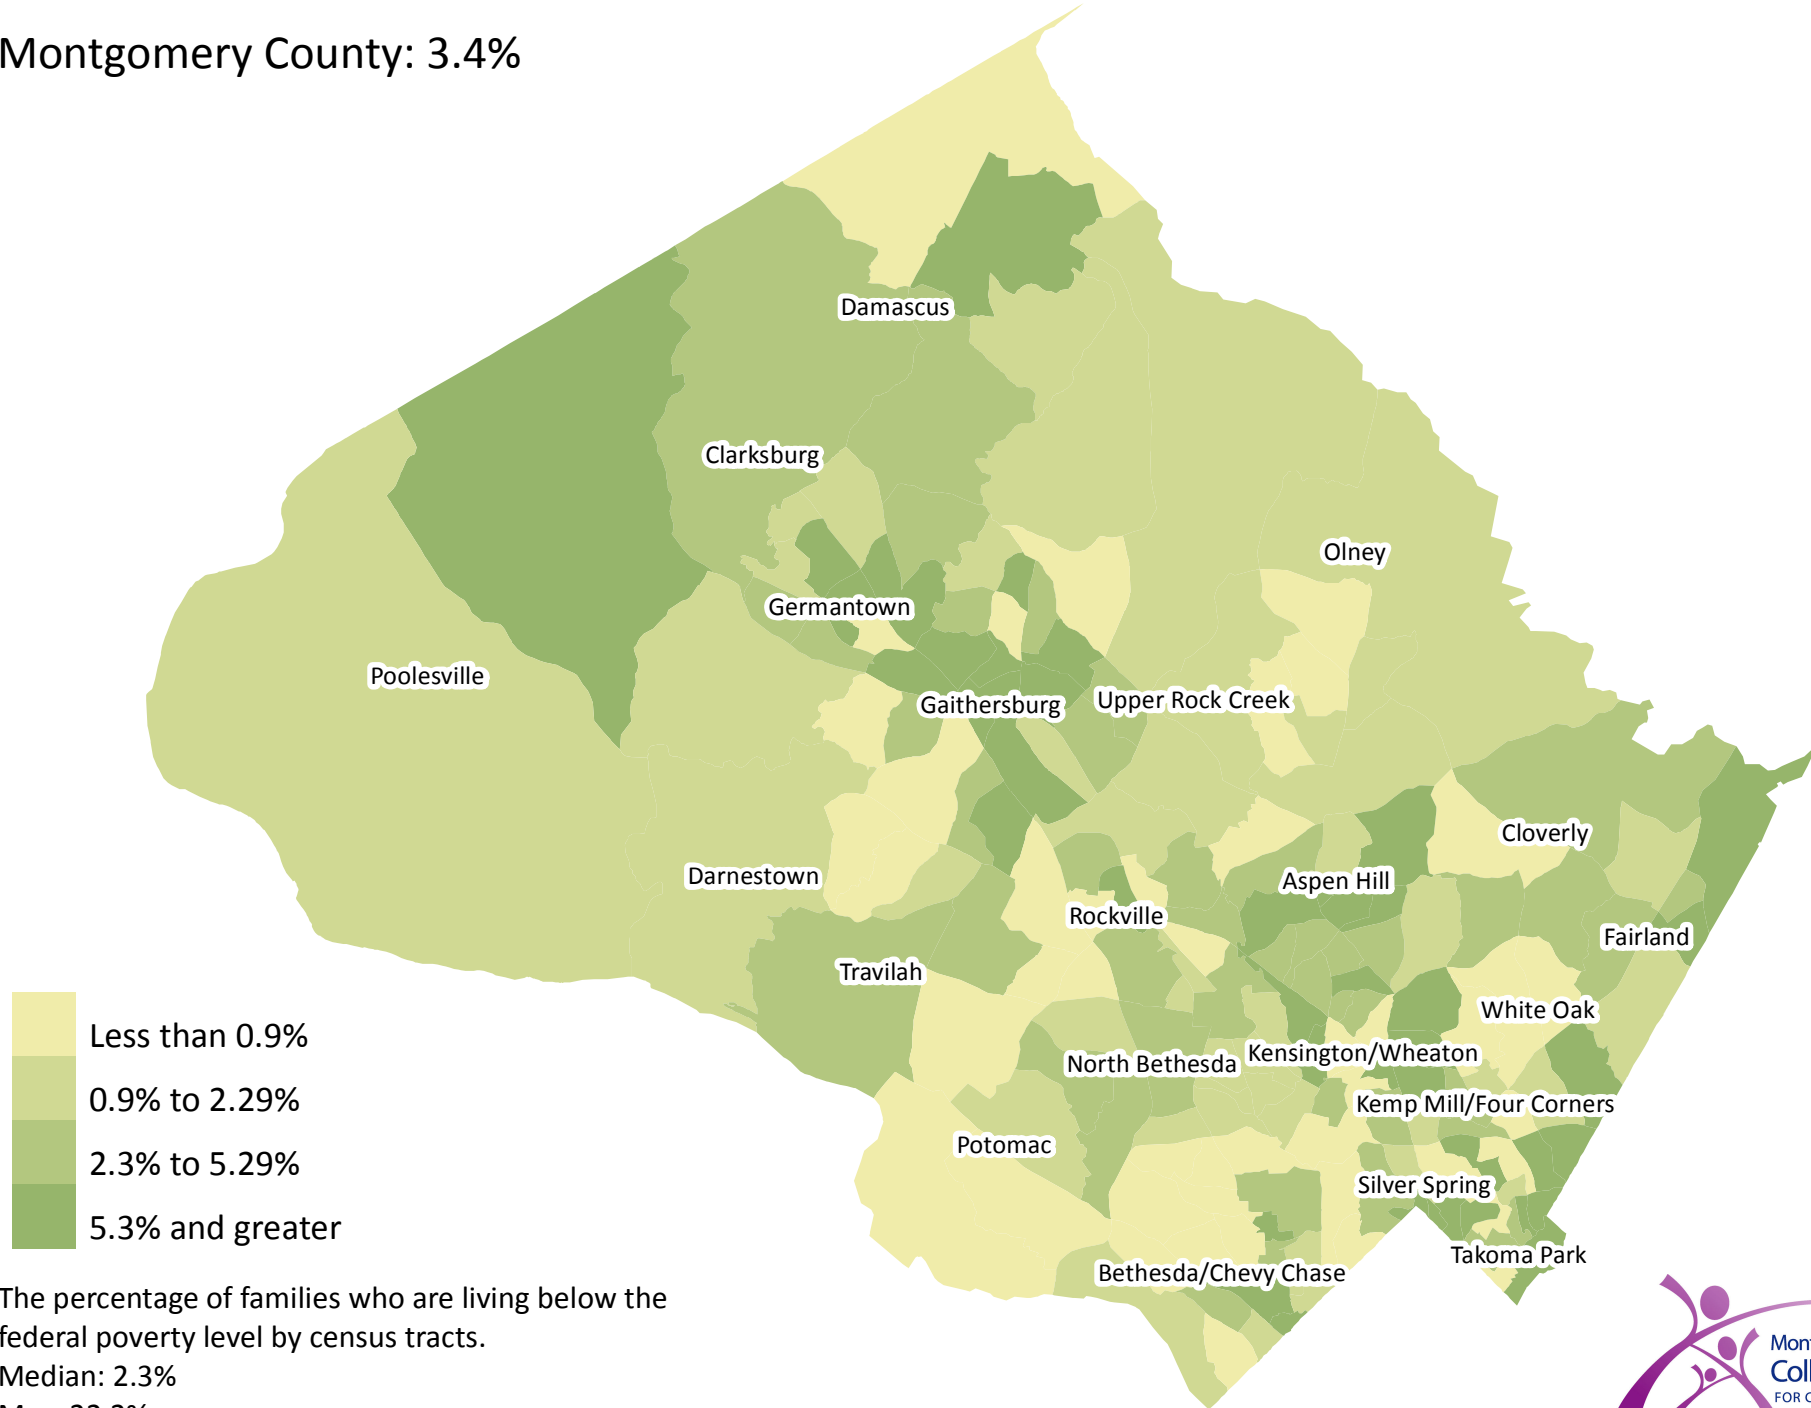 Montgomery County: 3.4%
Damascus
Clarksburg
Olney
Germantown
Poolesville
Gaithersburg
Upper Rock Creek
Cloverly
Darnestown
Aspen Hill
Rockville
Fairland
Travilah
White Oak
Less than 0.9%
North Bethesda
Kensington/Wheaton
0.9% to 2.29%
Kemp Mill/Four Corners
Potomac
2.3% to 5.29%
Silver Spring
5.3% and greater
Takoma Park
Bethesda/Chevy Chase
The percentage of families who are living below the
federal poverty level by census tracts.
Median: 2.3%
Mont
Coll
FOR C